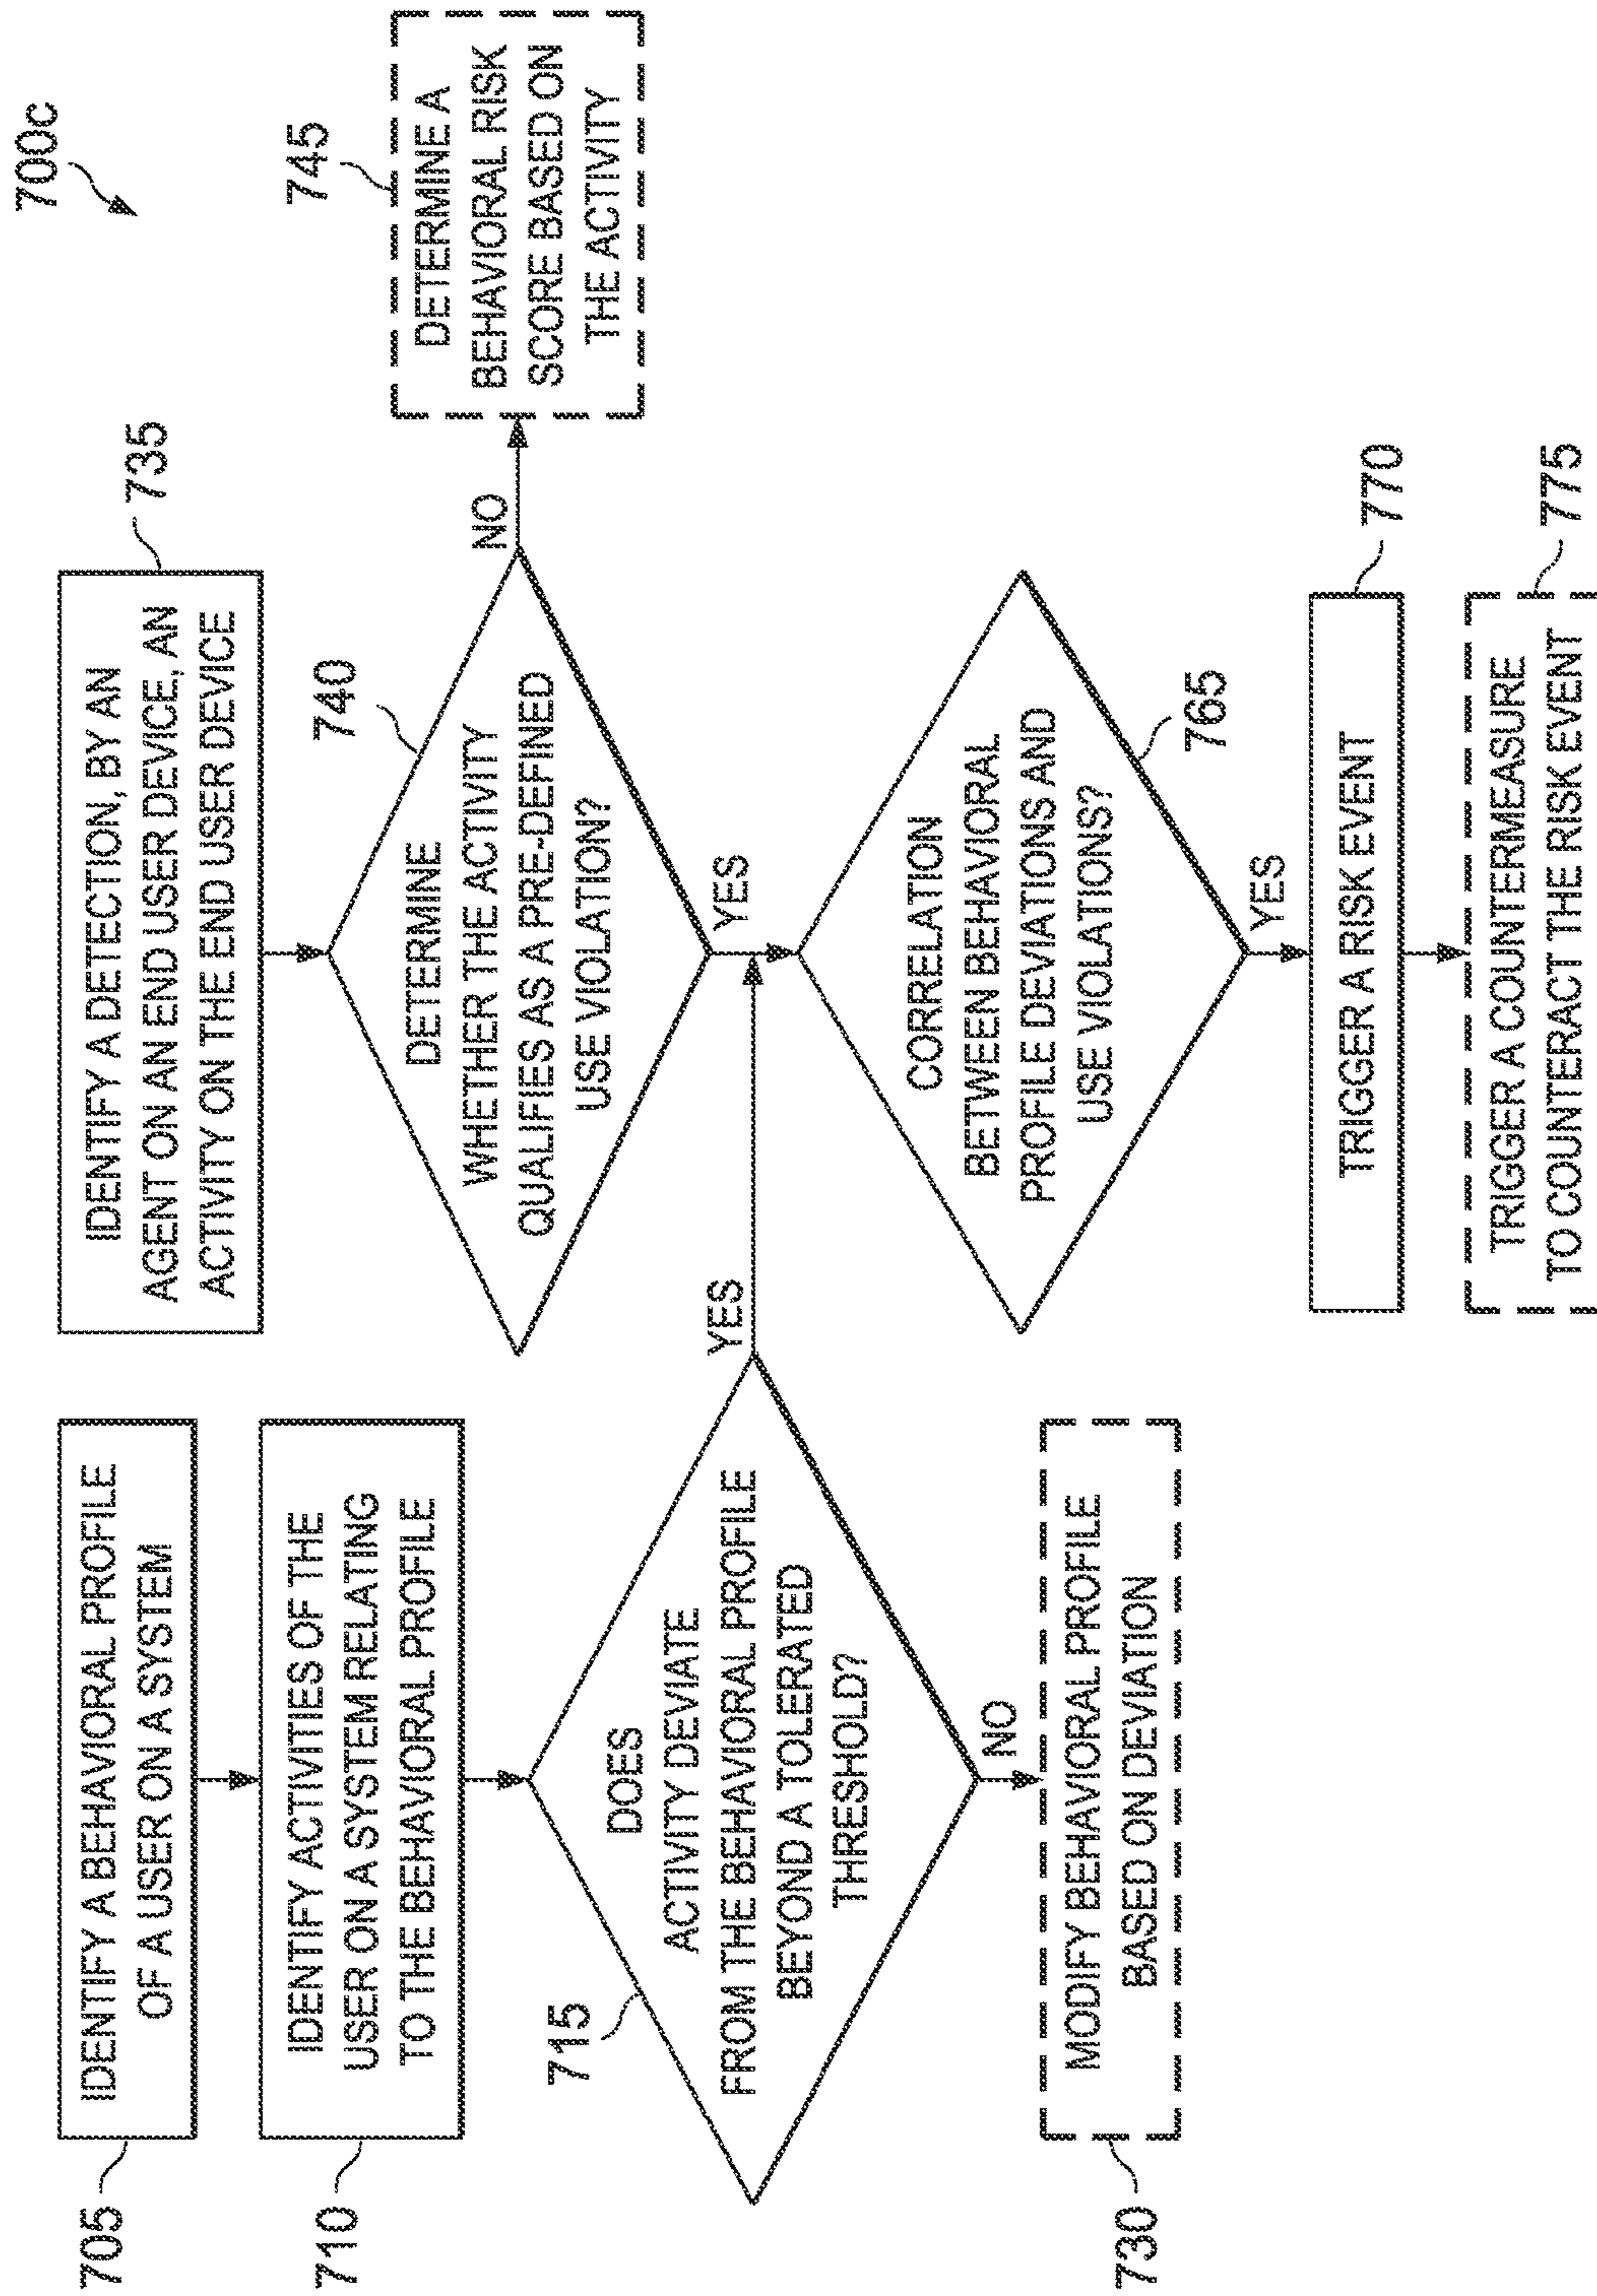 700c
705
IDENTIFY A BEHAVIORAL PROFILE
OF A USER ON A SYSTEM
710
IDENTIFY ACTIVITIES OF THE
USER ON A SYSTEM RELATING
TO THE BEHAVIORAL PROFILE
715
DOES
ACTIVITY DEVIATE
FROM THE BEHAVIORAL PROFILE
BEYOND A TOLERATED
THRESHOLD?
YES
NO
730
MODIFY BEHAVIORAL PROFILE
BASED ON DEVIATION
735
IDENTIFY A DETECTION, BY AN
AGENT ON AN END USER DEVICE, AN
ACTIVITY ON THE END USER DEVICE
740
DETERMINE
WHETHER THE ACTIVITY
QUALIFIES AS A PRE-DEFINED
USE VIOLATION?
NO
745
DETERMINE A
BEHAVIORAL RISK
SCORE BASED ON
THE ACTIVITY
YES
CORRELATION
BETWEEN BEHAVIORAL
PROFILE DEVIATIONS AND
USE VIOLATIONS?
765
YES
TRIGGER A RISK EVENT
770
TRIGGER A COUNTERMEASURE
TO COUNTERACT THE RISK EVENT
775